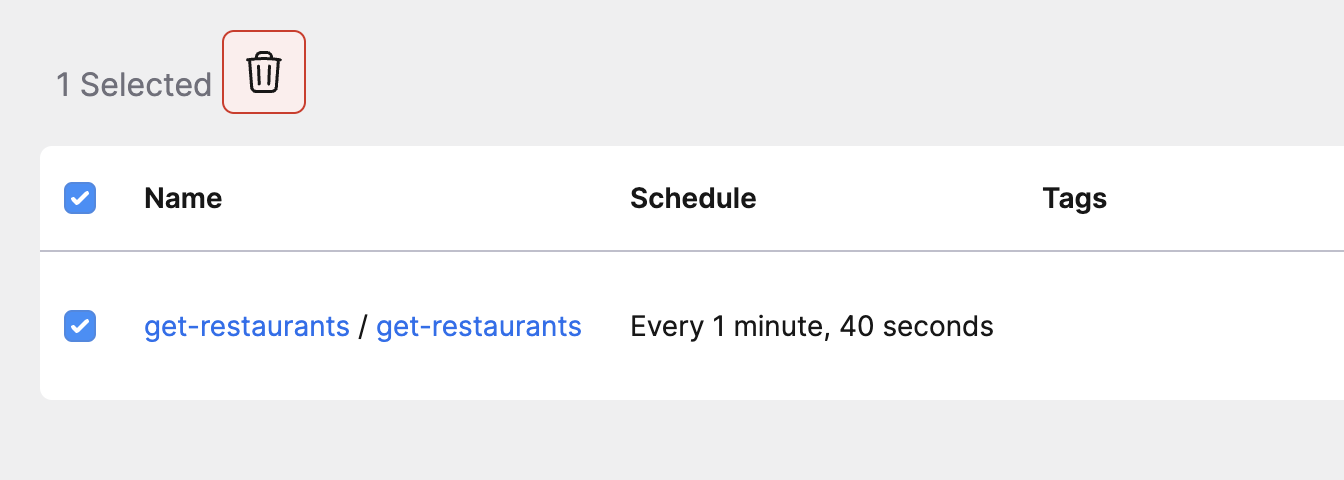 1 Selected
Name Schedule Tags
get-restaurants / get-restaurants Every 1 minute, 40 seconds